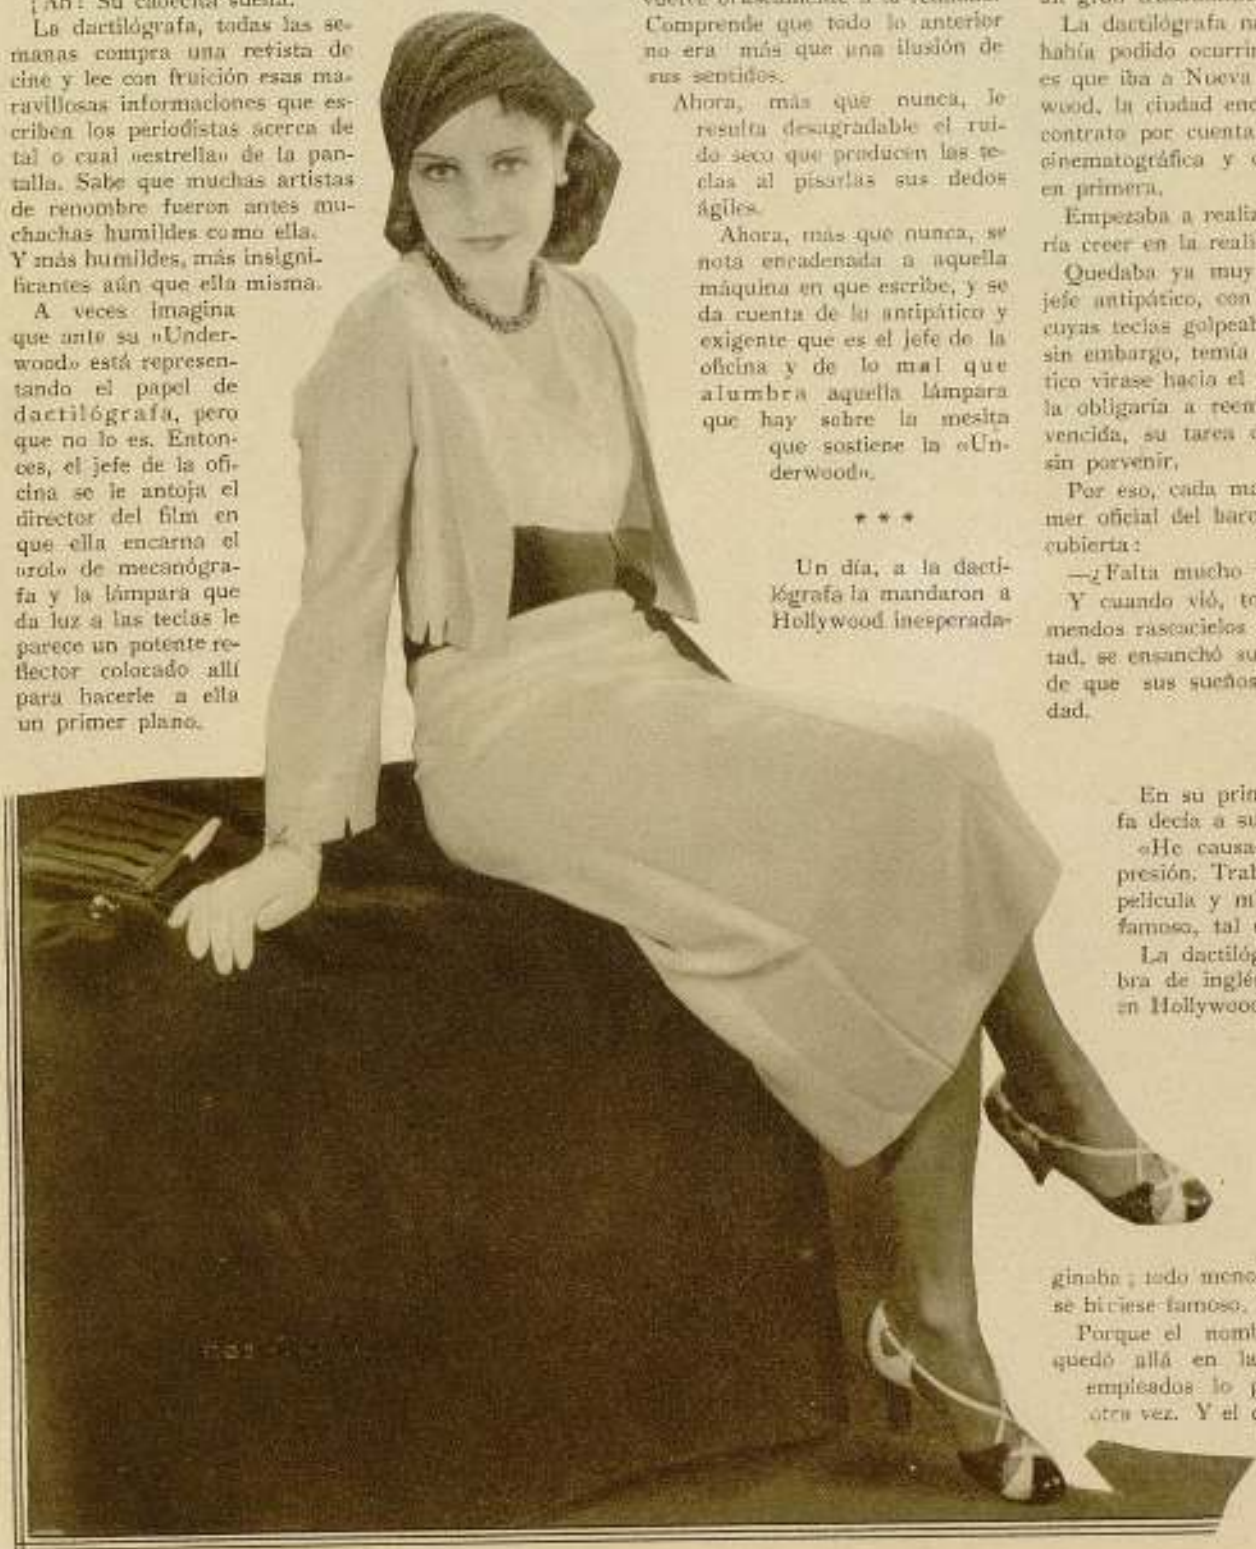 ¡Ah! Su cabecita sueña.
La dactilógrafa, todas las se-
manas compra una revista de
cine y lee con fruición esas ma-
ravillosas informaciones que es-
criben los periodistas acerca de
tal o cual «estrella» de la pan-
talla. Sabe que muchas artistas
de renombre fueron antes mu-
chachas humildes como ella.
Y más humildes, más insigni-
ficantes aún que ella misma.
A veces imagina
que ante su «Under-
wood» está represen-
tando el papel de
dactilógrafa, pero
que no lo es. Enton-
ces, el jefe de la ofi-
cina se le antoja el
director del film en
que ella encarna el
«rol» de mecanógra-
fa y la lámpara que
da luz a las teclas le
parece un potente re-
flector colocado allí
para hacerle a ella
un primer plano.
vuelve bruscamente a la realidad.
Comprende que todo lo anterior
no era más que una ilusión de
sus sentidos.
Ahora, más que nunca, le
resulta desagradable el rui-
do seco que producen las te-
clas al pisarlas sus dedos
ágiles.
Ahora, más que nunca, se
nota encadenada a aquella
máquina en que escribe, y se
da cuenta de lo antipático y
exigente que es el jefe de la
oficina y de lo mal que
alumbra aquella lámpara
que hay sobre la mesita
que sostiene la «Un-
derwood».
* * *
Un día, a la dacti-
lógrafa la mandaron a
Hollywood inesperada-
un gran
La dactilógrafa n
había podido ocurrir
es que iba a Nueva
wood, la ciudad enc
contrato por cuenta
cinematográfica y
en primera.
Empezaba a realiz
ría creer en la reali
Quedaba ya muy
jefe antipático, con
cuyas teclas golpeab
sin embargo, temía
tico virase hacia el
la obligaría a reem
vencida, su tarea
sin porvenir.
Por eso, cada ma
mer oficial del barc
cubierta:
—¿Falta mucho
Y cuando vió, to
mendos rascacielos
tad, se ensanchó su
de que sus sueños
dad.
En su prim
fa decía a su
«He causa
presión. Tral
película y m
famoso, tal
La dactilóg
bra de inglé
en Hollywood
ginaba; todo meno
se hiciese famoso.
Porque el nomb
quedó allá en la
empleados lo p
otra vez. Y el